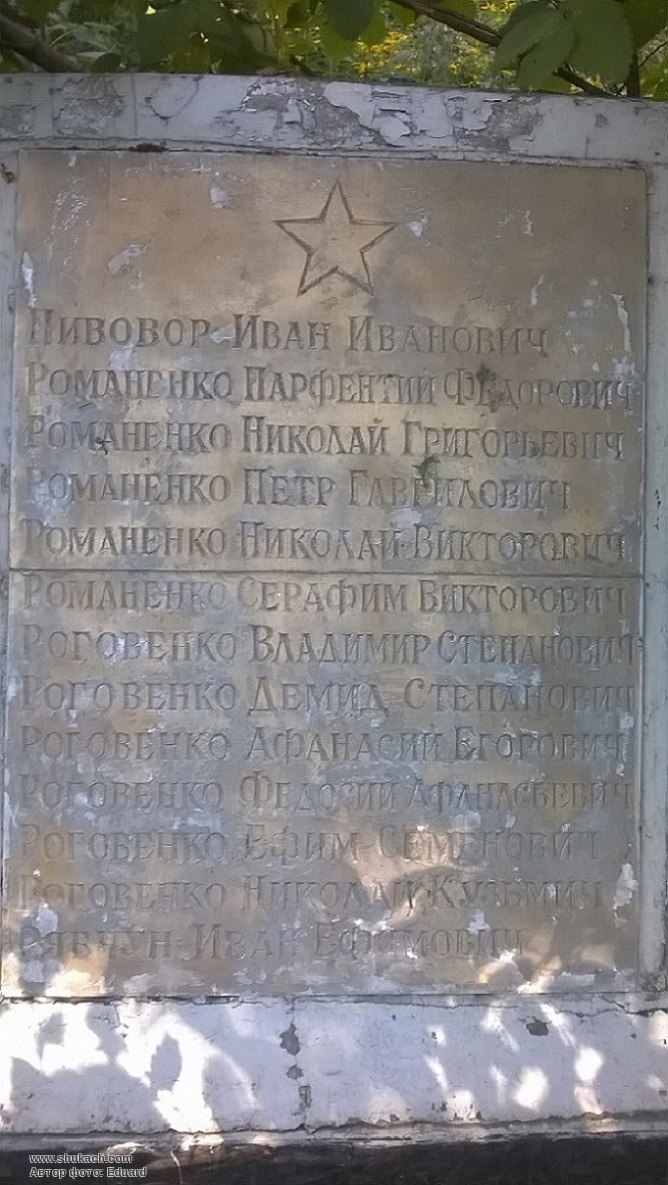 Пивовор Иван Иванович
Романенко Парфентий Федорович
Романенко Николай Григорьевич
Романенко Петр Гаврилович
Романенко Николай Викторович
Романенко Серафим Викторович
Роговенко Владимир Степанович
Роговенко Демид Степанович
Роговенко Афанасий Егорович
Роговенко Федосий Афанасьевич
Роговенко Ефим Семенович
Роговенко Николай Кузьмич
Рябчун Иван Ефимович
www.shukach.com
Автор фото: Eduard